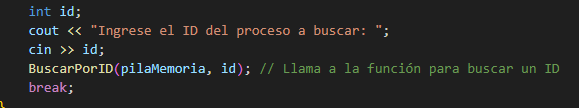 int id;
cout << "Ingrese el ID del proceso a buscar: ";
cin >> id;
BuscarPorID(pilaMemoria, id); // Llama a la función para buscar un ID
break;
}